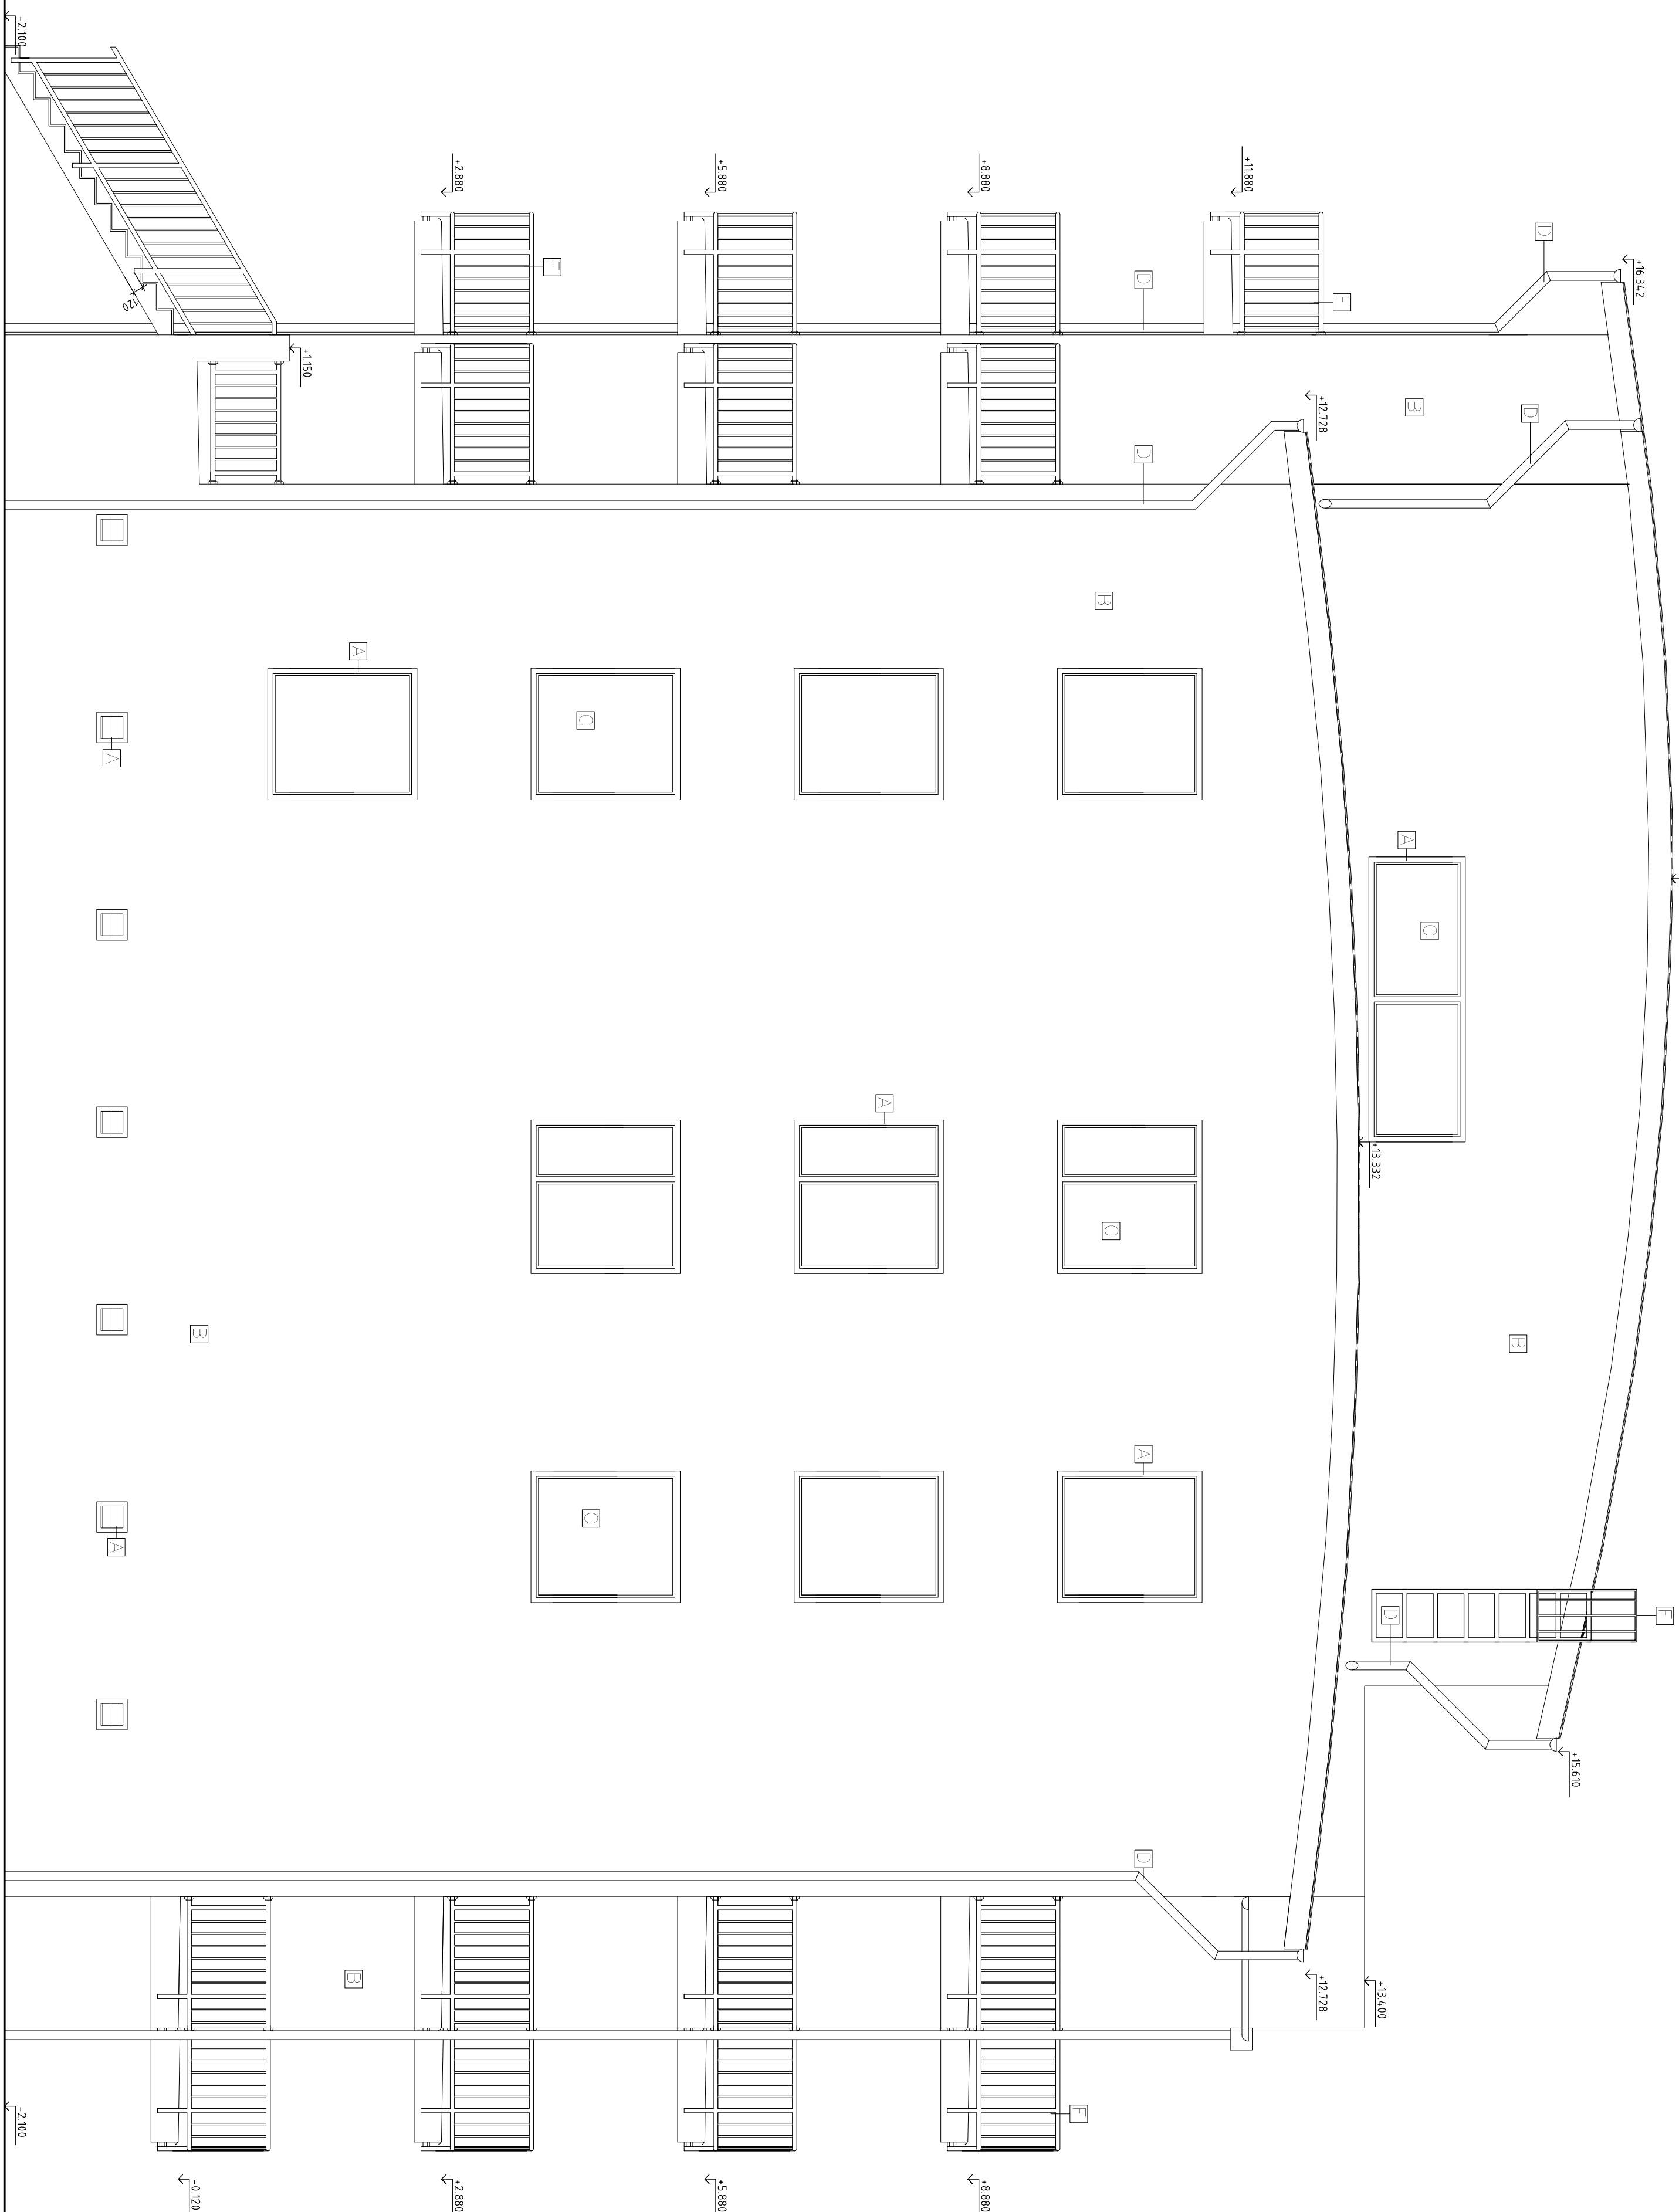 F
+16.342
+15.610
D
D
B
C
B
A
D
+13.400
+13.332
F
+12.728
+12.728
+11.880
D
D
A
D
C
B
F
+8.880
+8.880
A
+5.880
+5.880
C
C
F
+2.880
+2.880
A
B
+1.150
B
-0.120
120
A
A
-2.100
-2.100